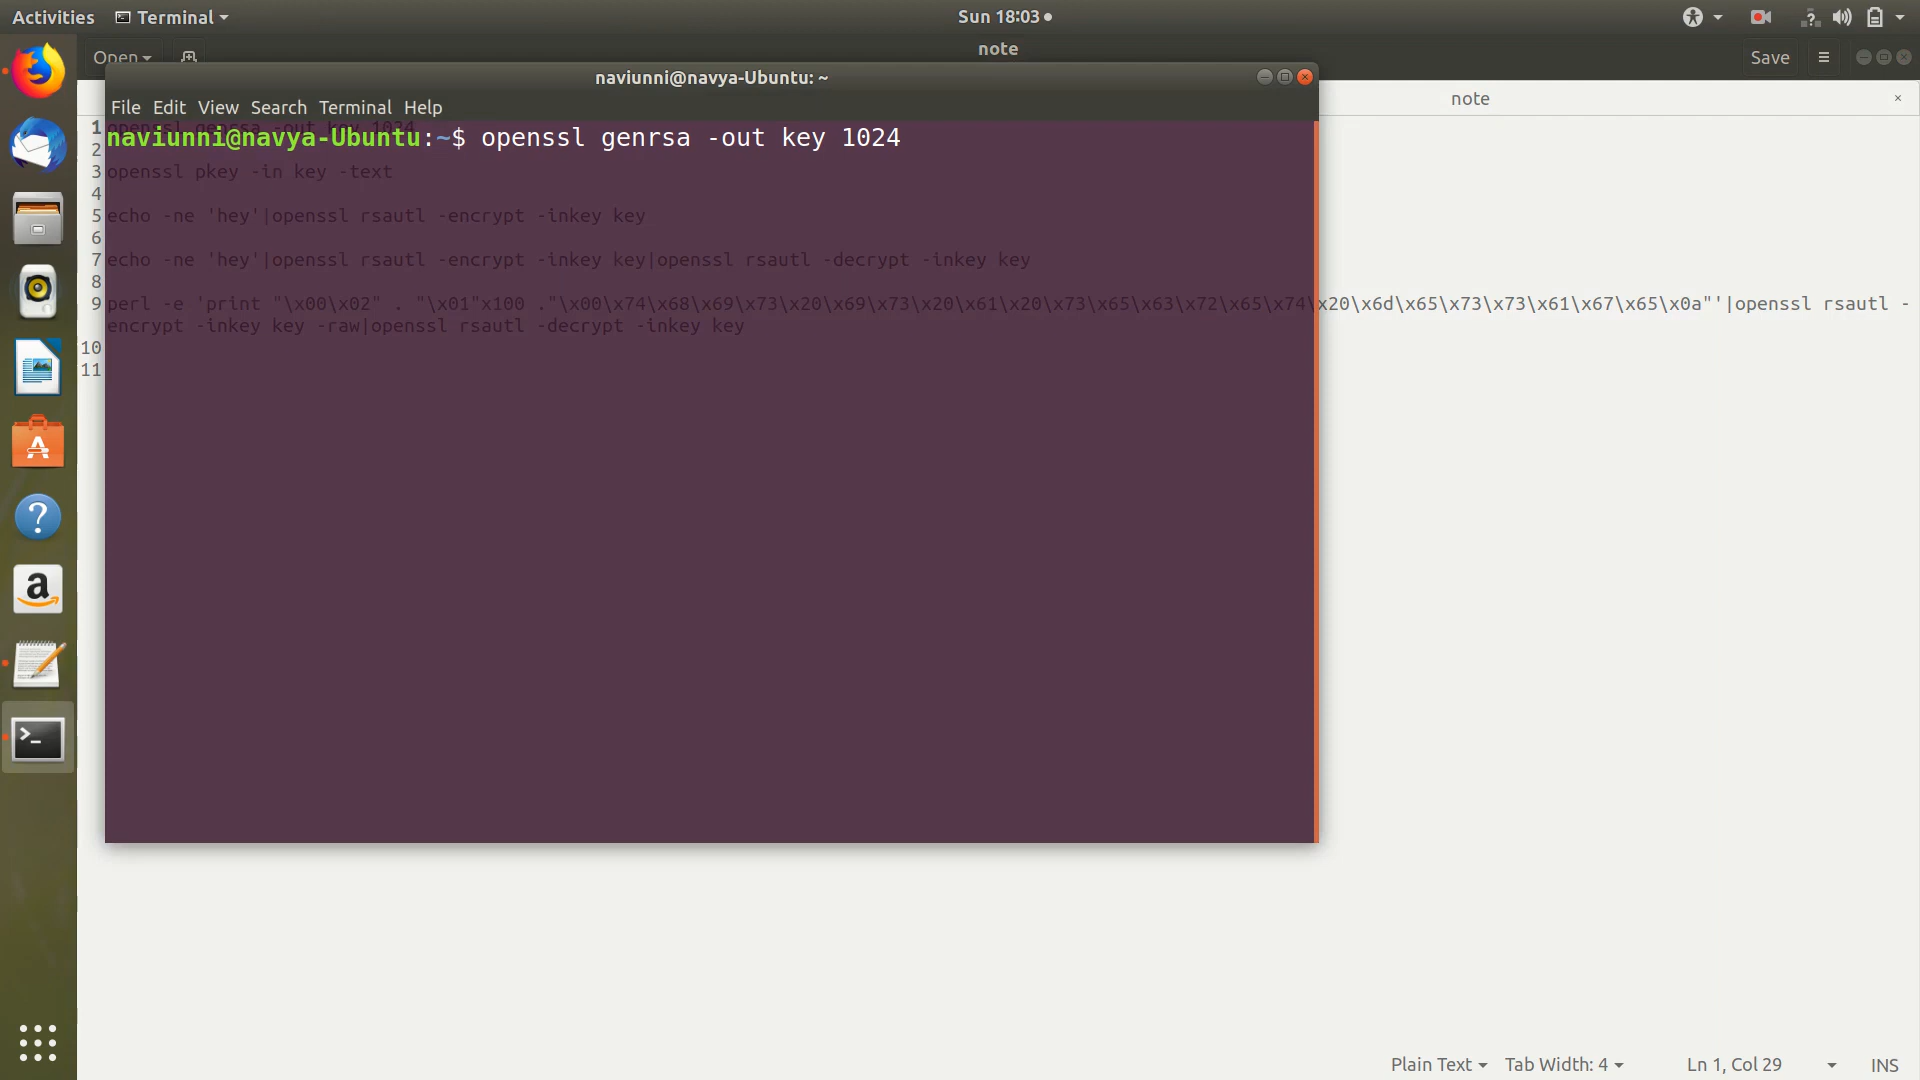 Activities Terminal Sun 18:03
Open note Save
naviunni@navya-Ubuntu: ~
note
File Edit View Search Terminal Help
1 openssl genrsa -out key 1024
naviunni@navya-Ubuntu:~$ openssl genrsa -out key 1024
2
3 openssl pkey -in key -text
4
5 echo -ne 'hey'|openssl rsautl -encrypt -inkey key
6
7 echo -ne 'hey'|openssl rsautl -encrypt -inkey key|openssl rsautl -decrypt -inkey key
8
9 perl -e 'print "\x00\x02" . "\x01"x100 ."\x00\x74\x68\x69\x73\x20\x69\x73\x20\x61\x20\x73\x65\x63\x72\x65\x74\x20\x6d\x65\x73\x73\x61\x67\x65\x0a"'|openssl rsautl -
encrypt -inkey key -raw|openssl rsautl -decrypt -inkey key
10
11
Plain Text Tab Width: 4 Ln 1, Col 29 INS